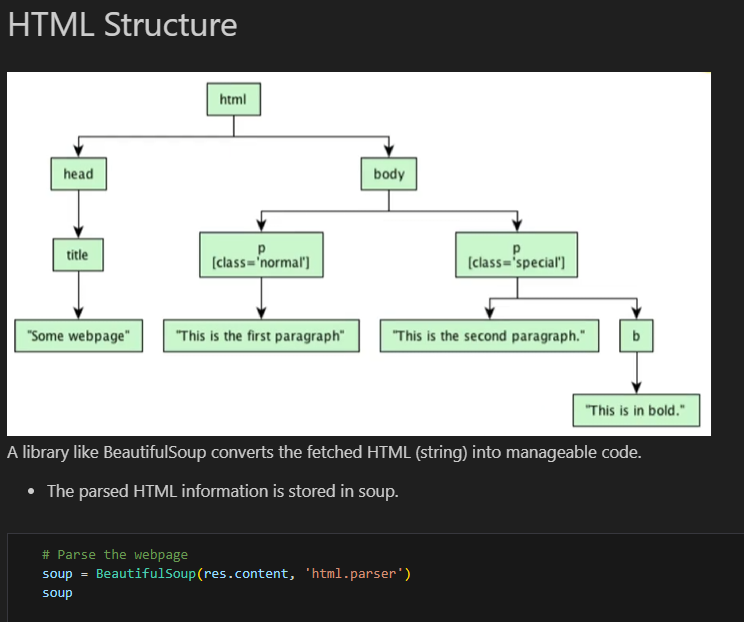 HTML Structure
html
head
body
title
p
[class='normal']
p
[class='special']
"Some webpage"
"This is the first paragraph"
"This is the second paragraph."
b
"This is in bold."
A library like BeautifulSoup converts the fetched HTML (string) into manageable code.
• The parsed HTML information is stored in soup.
# Parse the webpage
soup = BeautifulSoup(res.content, 'html.parser')
soup